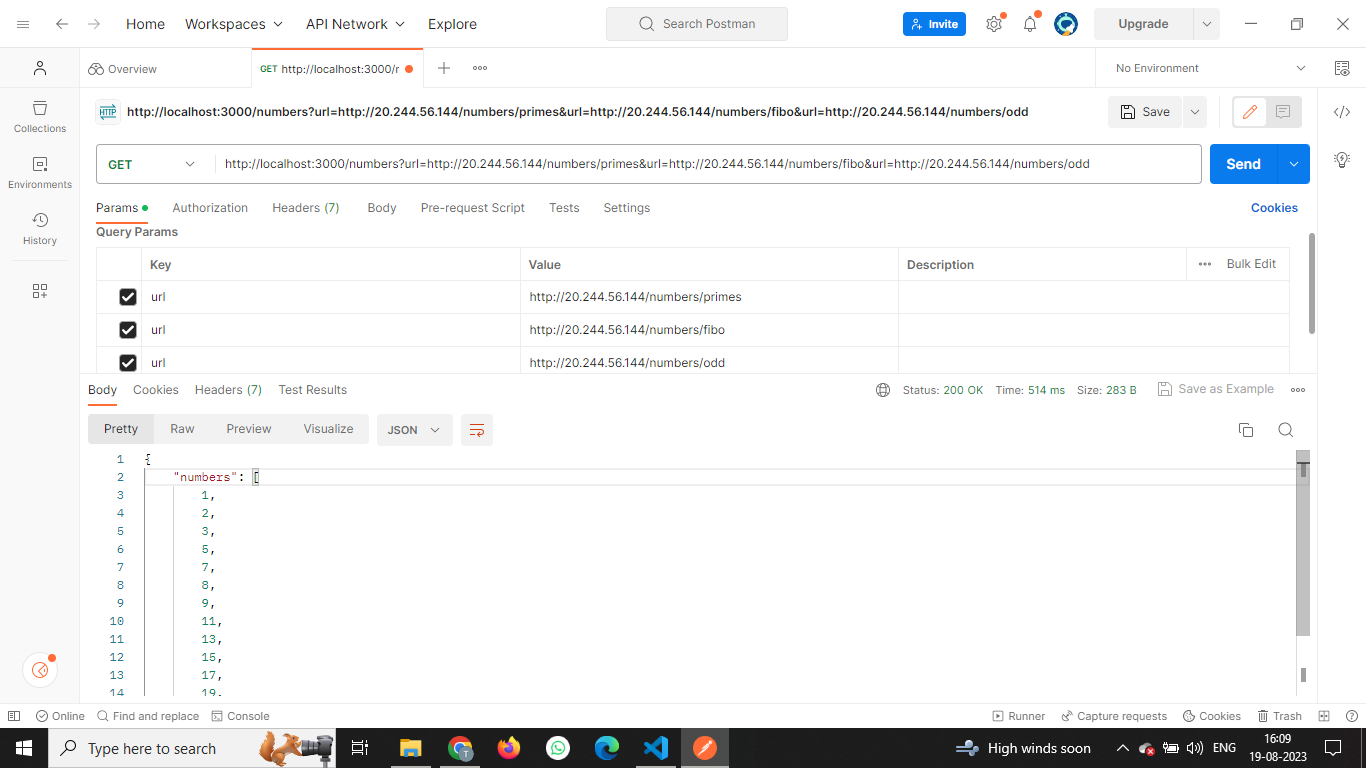 Home Workspaces API Network Explore Search Postman Invite Upgrade
Overview GET http://localhost:3000/r No Environment
http://localhost:3000/numbers?url=http://20.244.56.144/numbers/primes&url=http://20.244.56.144/numbers/fibo&url=http://20.244.56.144/numbers/odd Save
GET http://localhost:3000/numbers?url=http://20.244.56.144/numbers/primes&url=http://20.244.56.144/numbers/fibo&url=http://20.244.56.144/numbers/odd Send
Collections
Environments
History
Params Authorization Headers (7) Body Pre-request Script Tests Settings Cookies
Query Params
Key Value Description Bulk Edit
url http://20.244.56.144/numbers/primes
url http://20.244.56.144/numbers/fibo
url http://20.244.56.144/numbers/odd
Body Cookies Headers (7) Test Results Status: 200 OK Time: 514 ms Size: 283 B Save as Example
Pretty Raw Preview Visualize JSON
1 {
2 "numbers": [
3 1,
4 2,
5 3,
6 5,
7 7,
8 8,
9 9,
10 11,
11 13,
12 15,
13 17,
14 19,
Online Find and replace Console Runner Capture requests Cookies Trash
Type here to search High winds soon ENG 16:09
19-08-2023